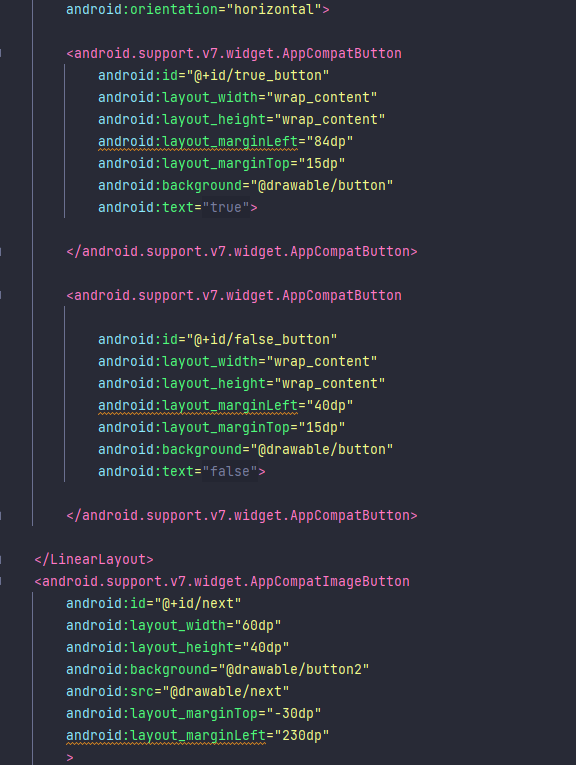 android:orientation="horizontal">
<android.support.v7.widget.AppCompatButton
android:id="@+id/true_button"
android:layout_width="wrap_content"
android:layout_height="wrap_content"
android:layout_marginLeft="84dp"
android:layout_marginTop="15dp"
android:background="@drawable/button"
android:text="true">
</android.support.v7.widget.AppCompatButton>
<android.support.v7.widget.AppCompatButton
android:id="@+id/false_button"
android:layout_width="wrap_content"
android:layout_height="wrap_content"
android:layout_marginLeft="40dp"
android:layout_marginTop="15dp"
android:background="@drawable/button"
android:text="false">
</android.support.v7.widget.AppCompatButton>
</LinearLayout>
<android.support.v7.widget.AppCompatImageButton
android:id="@+id/next"
android:layout_width="60dp"
android:layout_height="40dp"
android:background="@drawable/button2"
android:src="@drawable/next"
android:layout_marginTop="-30dp"
android:layout_marginLeft="230dp"
>